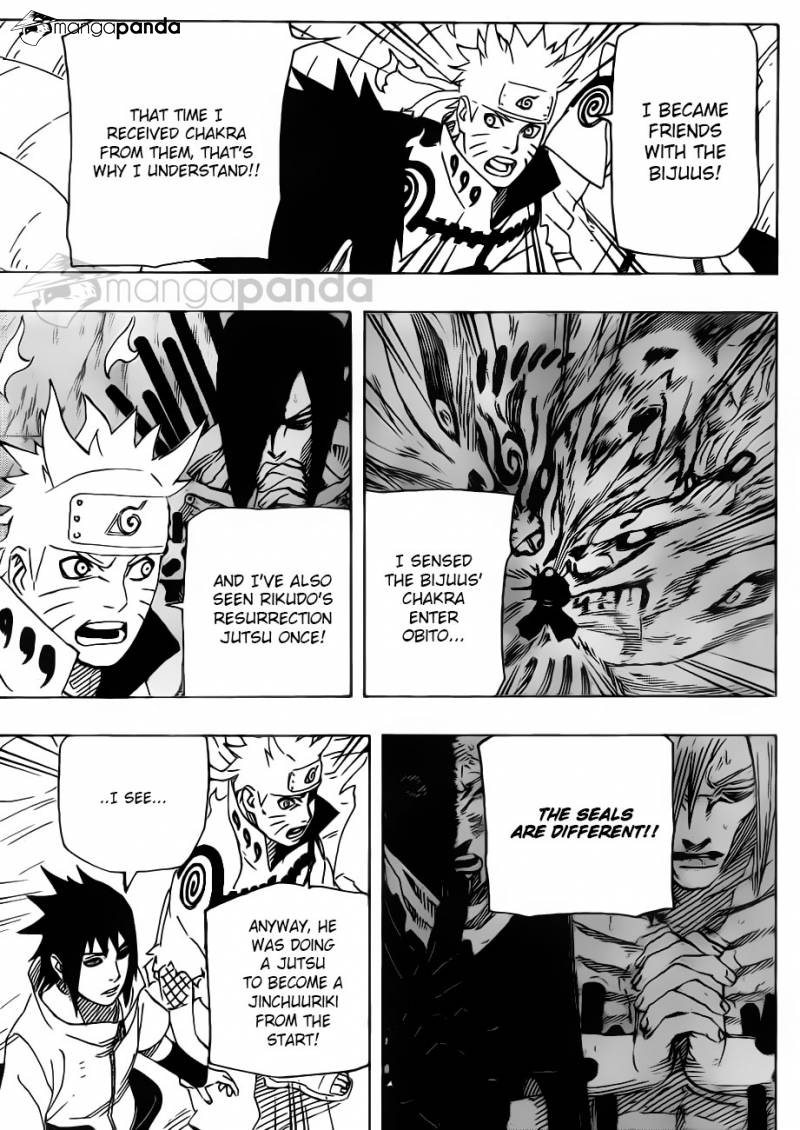 mangapanda
I BECAME
FRIENDS
WITH THE
BIJUUS!
THAT TIME I
RECEIVED CHAKRA
FROM THEM, THAT'S
WHY I UNDERSTAND!!
mangapanda
I SENSED
THE BIJUUS'
CHAKRA
ENTER
OBITO...
AND I'VE ALSO
SEEN RIKUDO'S
RESURRECTION
JUTSU ONCE!
THE SEALS
ARE DIFFERENT!!
..I SEE...
ANYWAY, HE
WAS DOING
A JUTSU
TO BECOME A
JINCHUURIKI
FROM THE
START!